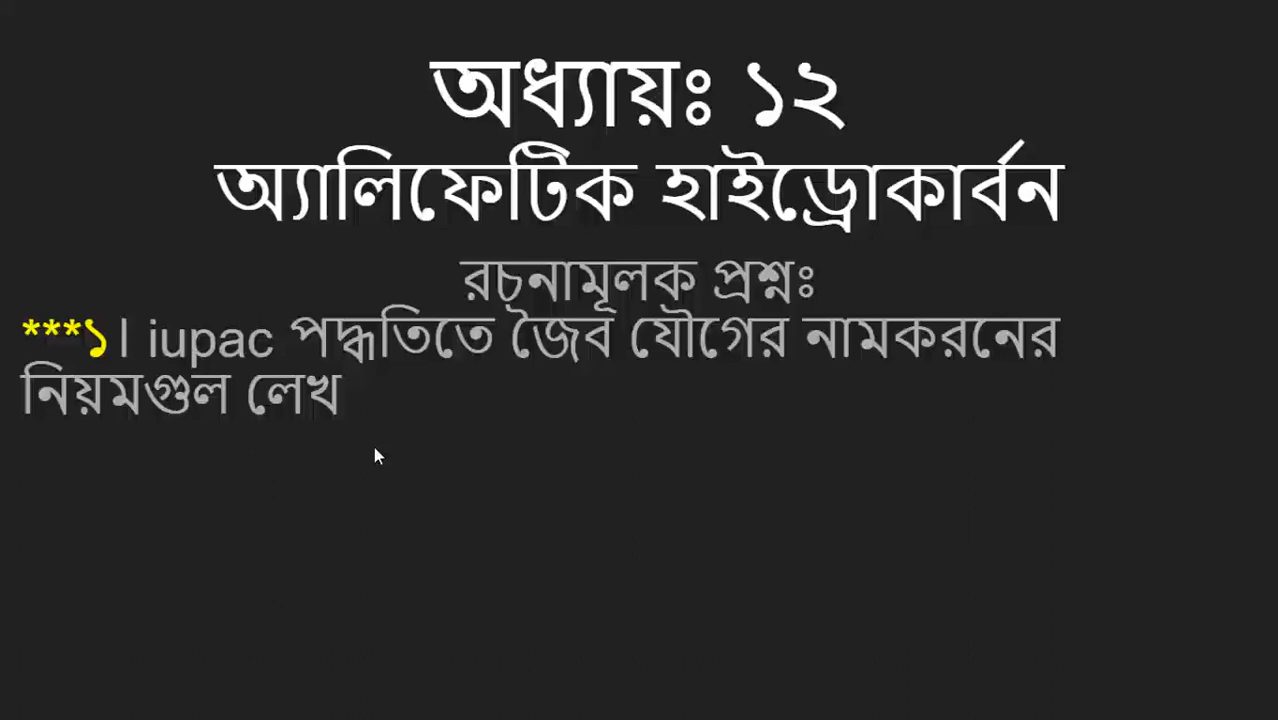 অধ্যায়ঃ ১২
অ্যালিফেটিক হাইড্রোকার্বন
রচনামূলক প্রশ্নঃ
***১। iupac পদ্ধতিতে জৈব যৌগের নামকরনের
নিয়মগুল লেখ